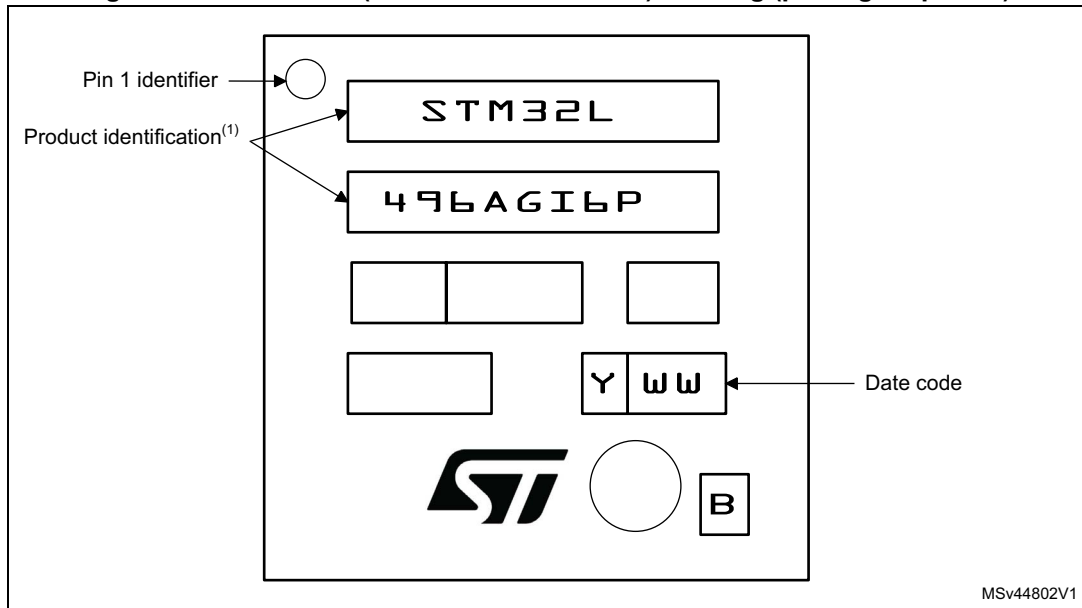 Pin 1 identifier
STM32L
Product identification(1)
496AGI6P
Y WW
Date code
ST
B
MSv44802V1